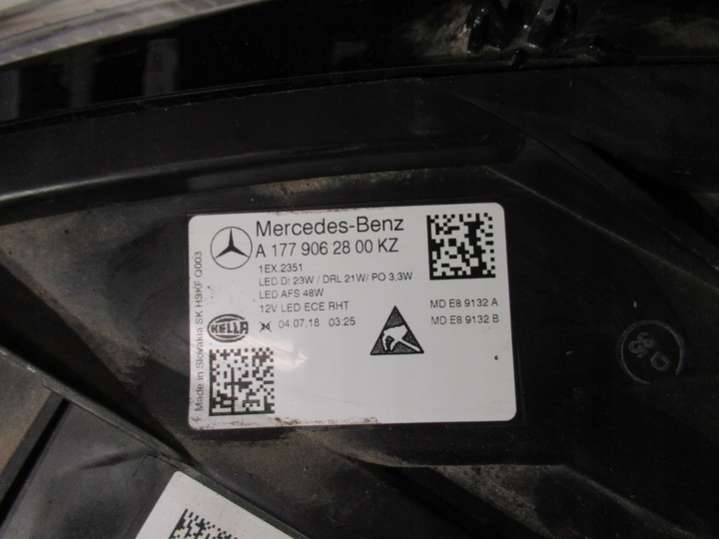 Mercedes-Benz
A 177 906 28 00 KZ
1EX.2351
LED DI 23W / DRL 21W/ PO 3,3W
LED AFS 48W
12V LED ECE RHT
HELLA
04.07.18 03:25
MD E8 9132 A
MD E8 9132 B
Made in Slovakia SK H9KF Q003